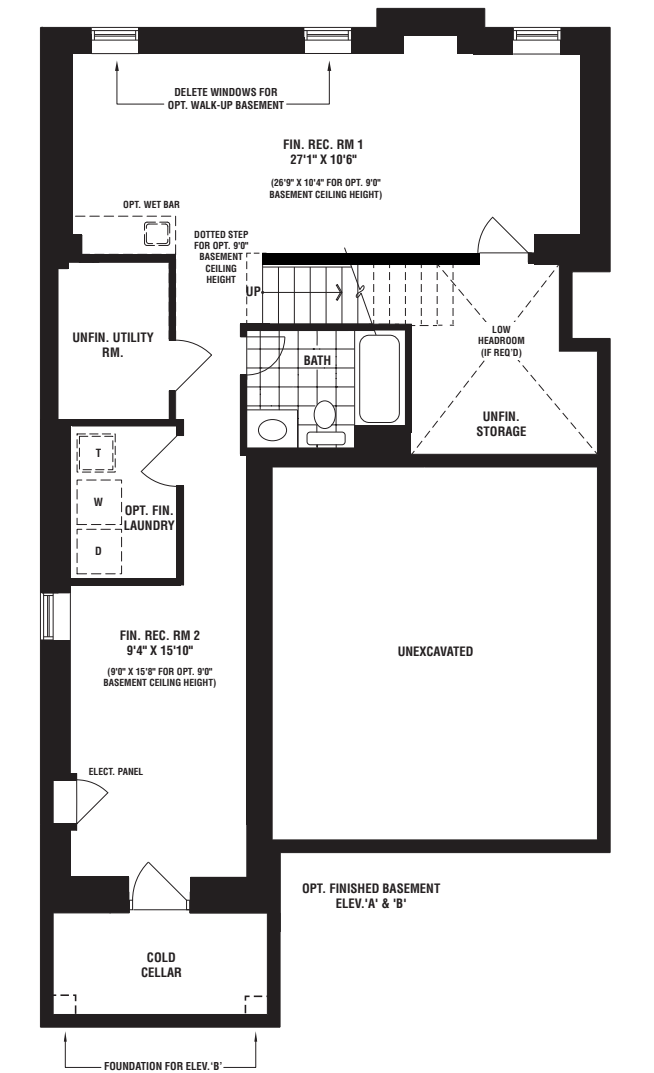 DELETE WINDOWS FOR
OPT. WALK-UP BASEMENT
FIN. REC. RM 1
27'1" X 10'6"
(26'9" X 10'4" FOR OPT. 9'0"
BASEMENT CEILING HEIGHT)
OPT. WET BAR
DOTTED STEP
FOR OPT. 9'0"
BASEMENT
CEILING
HEIGHT
UP
UNFIN. UTILITY
RM.
BATH
LOW
HEADROOM
(IF REQ'D)
UNFIN.
STORAGE
T
W
OPT. FIN.
LAUNDRY
D
FIN. REC. RM 2
9'4" X 15'10"
(9'0" X 15'8" FOR OPT. 9'0"
BASEMENT CEILING HEIGHT)
UNEXCAVATED
ELECT. PANEL
OPT. FINISHED BASEMENT
ELEV.'A' & 'B'
COLD
CELLAR
FOUNDATION FOR ELEV.'B'